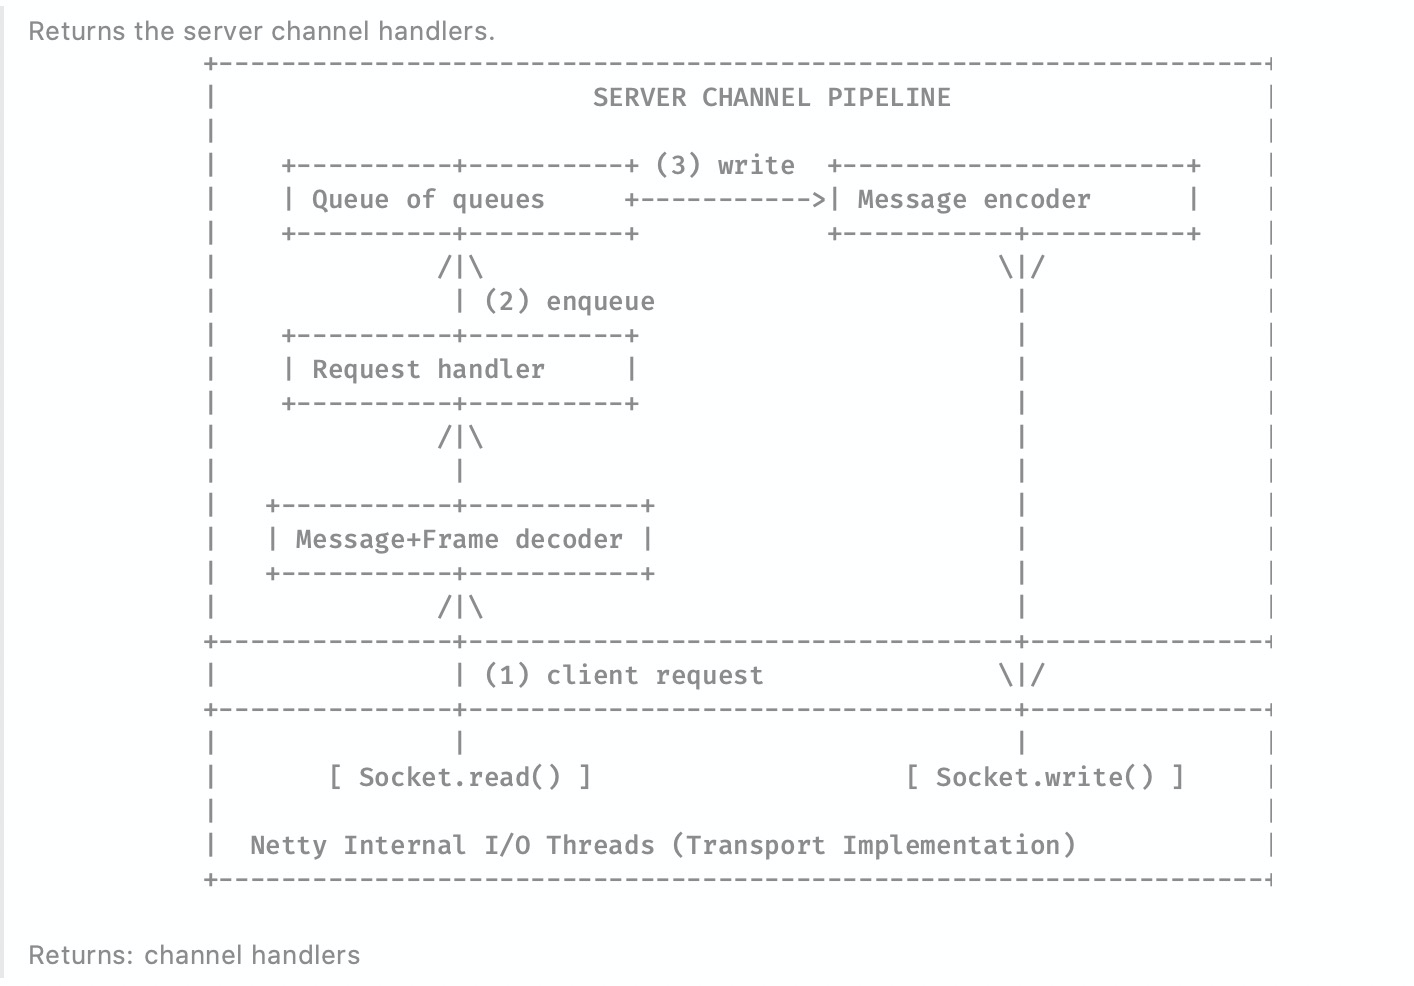 Returns the server channel handlers.
+-------------------------------------------------------------------+
|                        SERVER CHANNEL PIPELINE                    |
|                                                                   |
|    +----------+----------+ (3) write  +-----------------------+   |
|    | Queue of queues     +----------->| Message encoder      |    |
|    +----------+----------+            +-----------+-----------+   |
|              /|\                                 \|/              |
|               | (2) enqueue                       |               |
|    +----------+----------+                        |               |
|    | Request handler     |                        |               |
|    +----------+----------+                        |               |
|              /|\                                  |               |
|               |                                   |               |
|   +-----------+-----------+                       |               |
|   | Message+Frame decoder |                       |               |
|   +-----------+-----------+                       |               |
|              /|\                                  |               |
+---------------+-----------------------------------+---------------+
|               | (1) client request               \|/              |
+---------------+-----------------------------------+---------------+
|               |                                   |               |
|       [ Socket.read() ]                    [ Socket.write() ]     |
|                                                                   |
|  Netty Internal I/O Threads (Transport Implementation)            |
+-------------------------------------------------------------------+
Returns: channel handlers